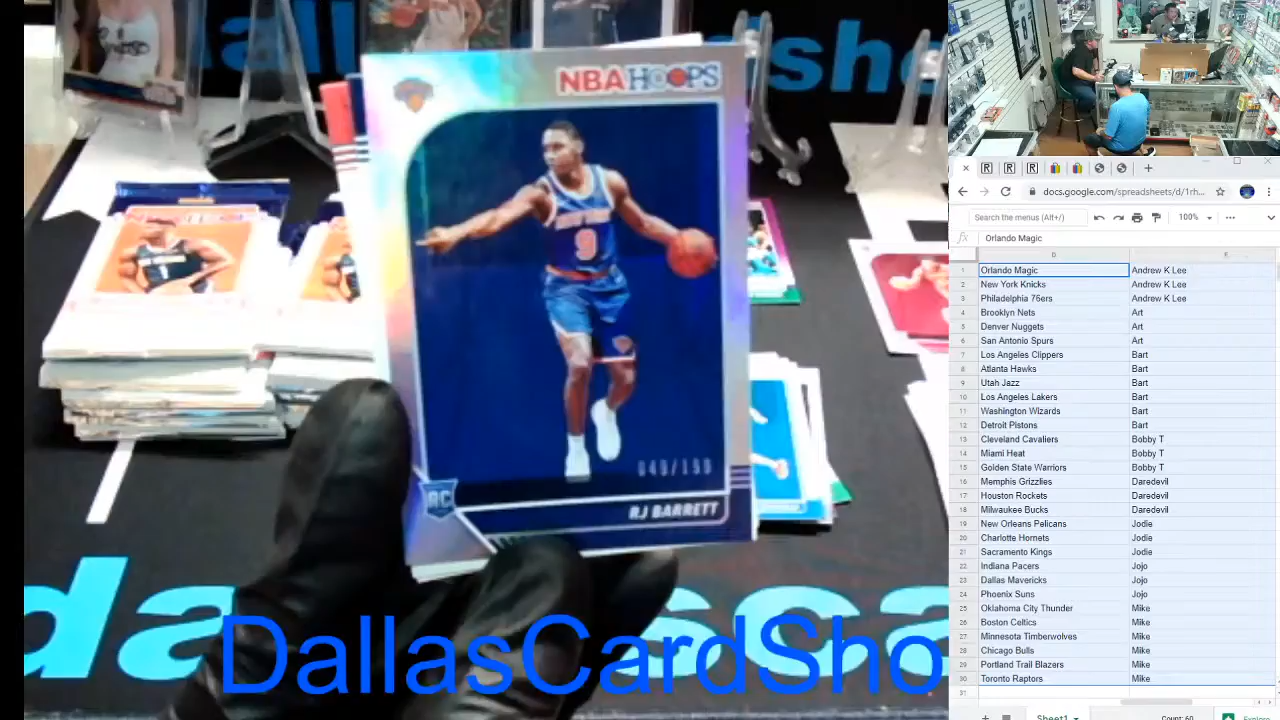 NBA HOOPS
9
049/199
RC
RJ BARRETT
DallasCardSho
docs.google.com/spreadsheets/d/1rh...
Search the menus (Alt+/)
100%
fx Orlando Magic
D E
1 Orlando Magic Andrew K Lee
2 New York Knicks Andrew K Lee
3 Philadelphia 76ers Andrew K Lee
4 Brooklyn Nets Art
5 Denver Nuggets Art
6 San Antonio Spurs Art
7 Los Angeles Clippers Bart
8 Atlanta Hawks Bart
9 Utah Jazz Bart
10 Los Angeles Lakers Bart
11 Washington Wizards Bart
12 Detroit Pistons Bart
13 Cleveland Cavaliers Bobby T
14 Miami Heat Bobby T
15 Golden State Warriors Bobby T
16 Memphis Grizzlies Daredevil
17 Houston Rockets Daredevil
18 Milwaukee Bucks Daredevil
19 New Orleans Pelicans Jodie
20 Charlotte Hornets Jodie
21 Sacramento Kings Jodie
22 Indiana Pacers Jojo
23 Dallas Mavericks Jojo
24 Phoenix Suns Jojo
25 Oklahoma City Thunder Mike
26 Boston Celtics Mike
27 Minnesota Timberwolves Mike
28 Chicago Bulls Mike
29 Portland Trail Blazers Mike
30 Toronto Raptors Mike
31
Sheet1 Count: 60 Explore